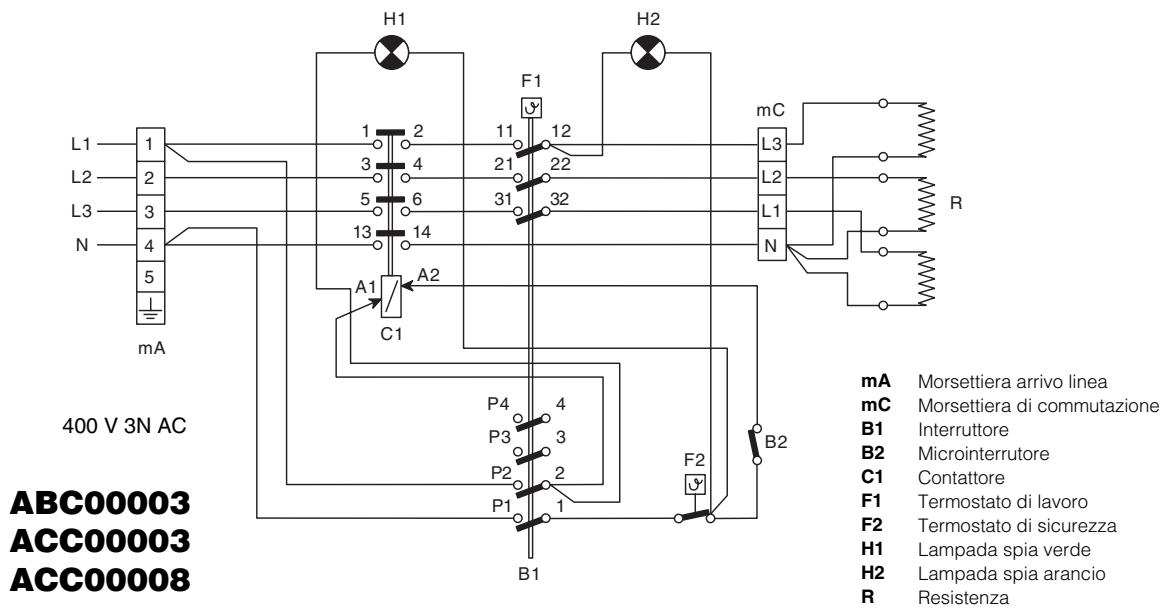 H1 H2
F1
mC
L1 1 1 2 11 12 L3
L2 2 3 4 21 22 L2
L3 3 5 6 31 32 L1 R
N 4 13 14 N
5 A1 A2
mA C1
P4 4
P3 3 B2
P2 2 F2
P1 1
B1
400 V 3N AC
ABC00003
ACC00003
ACC00008
mA Morsettiera arrivo linea
mC Morsettiera di commutazione
B1 Interruttore
B2 Microinterrutore
C1 Contattore
F1 Termostato di lavoro
F2 Termostato di sicurezza
H1 Lampada spia verde
H2 Lampada spia arancio
R Resistenza